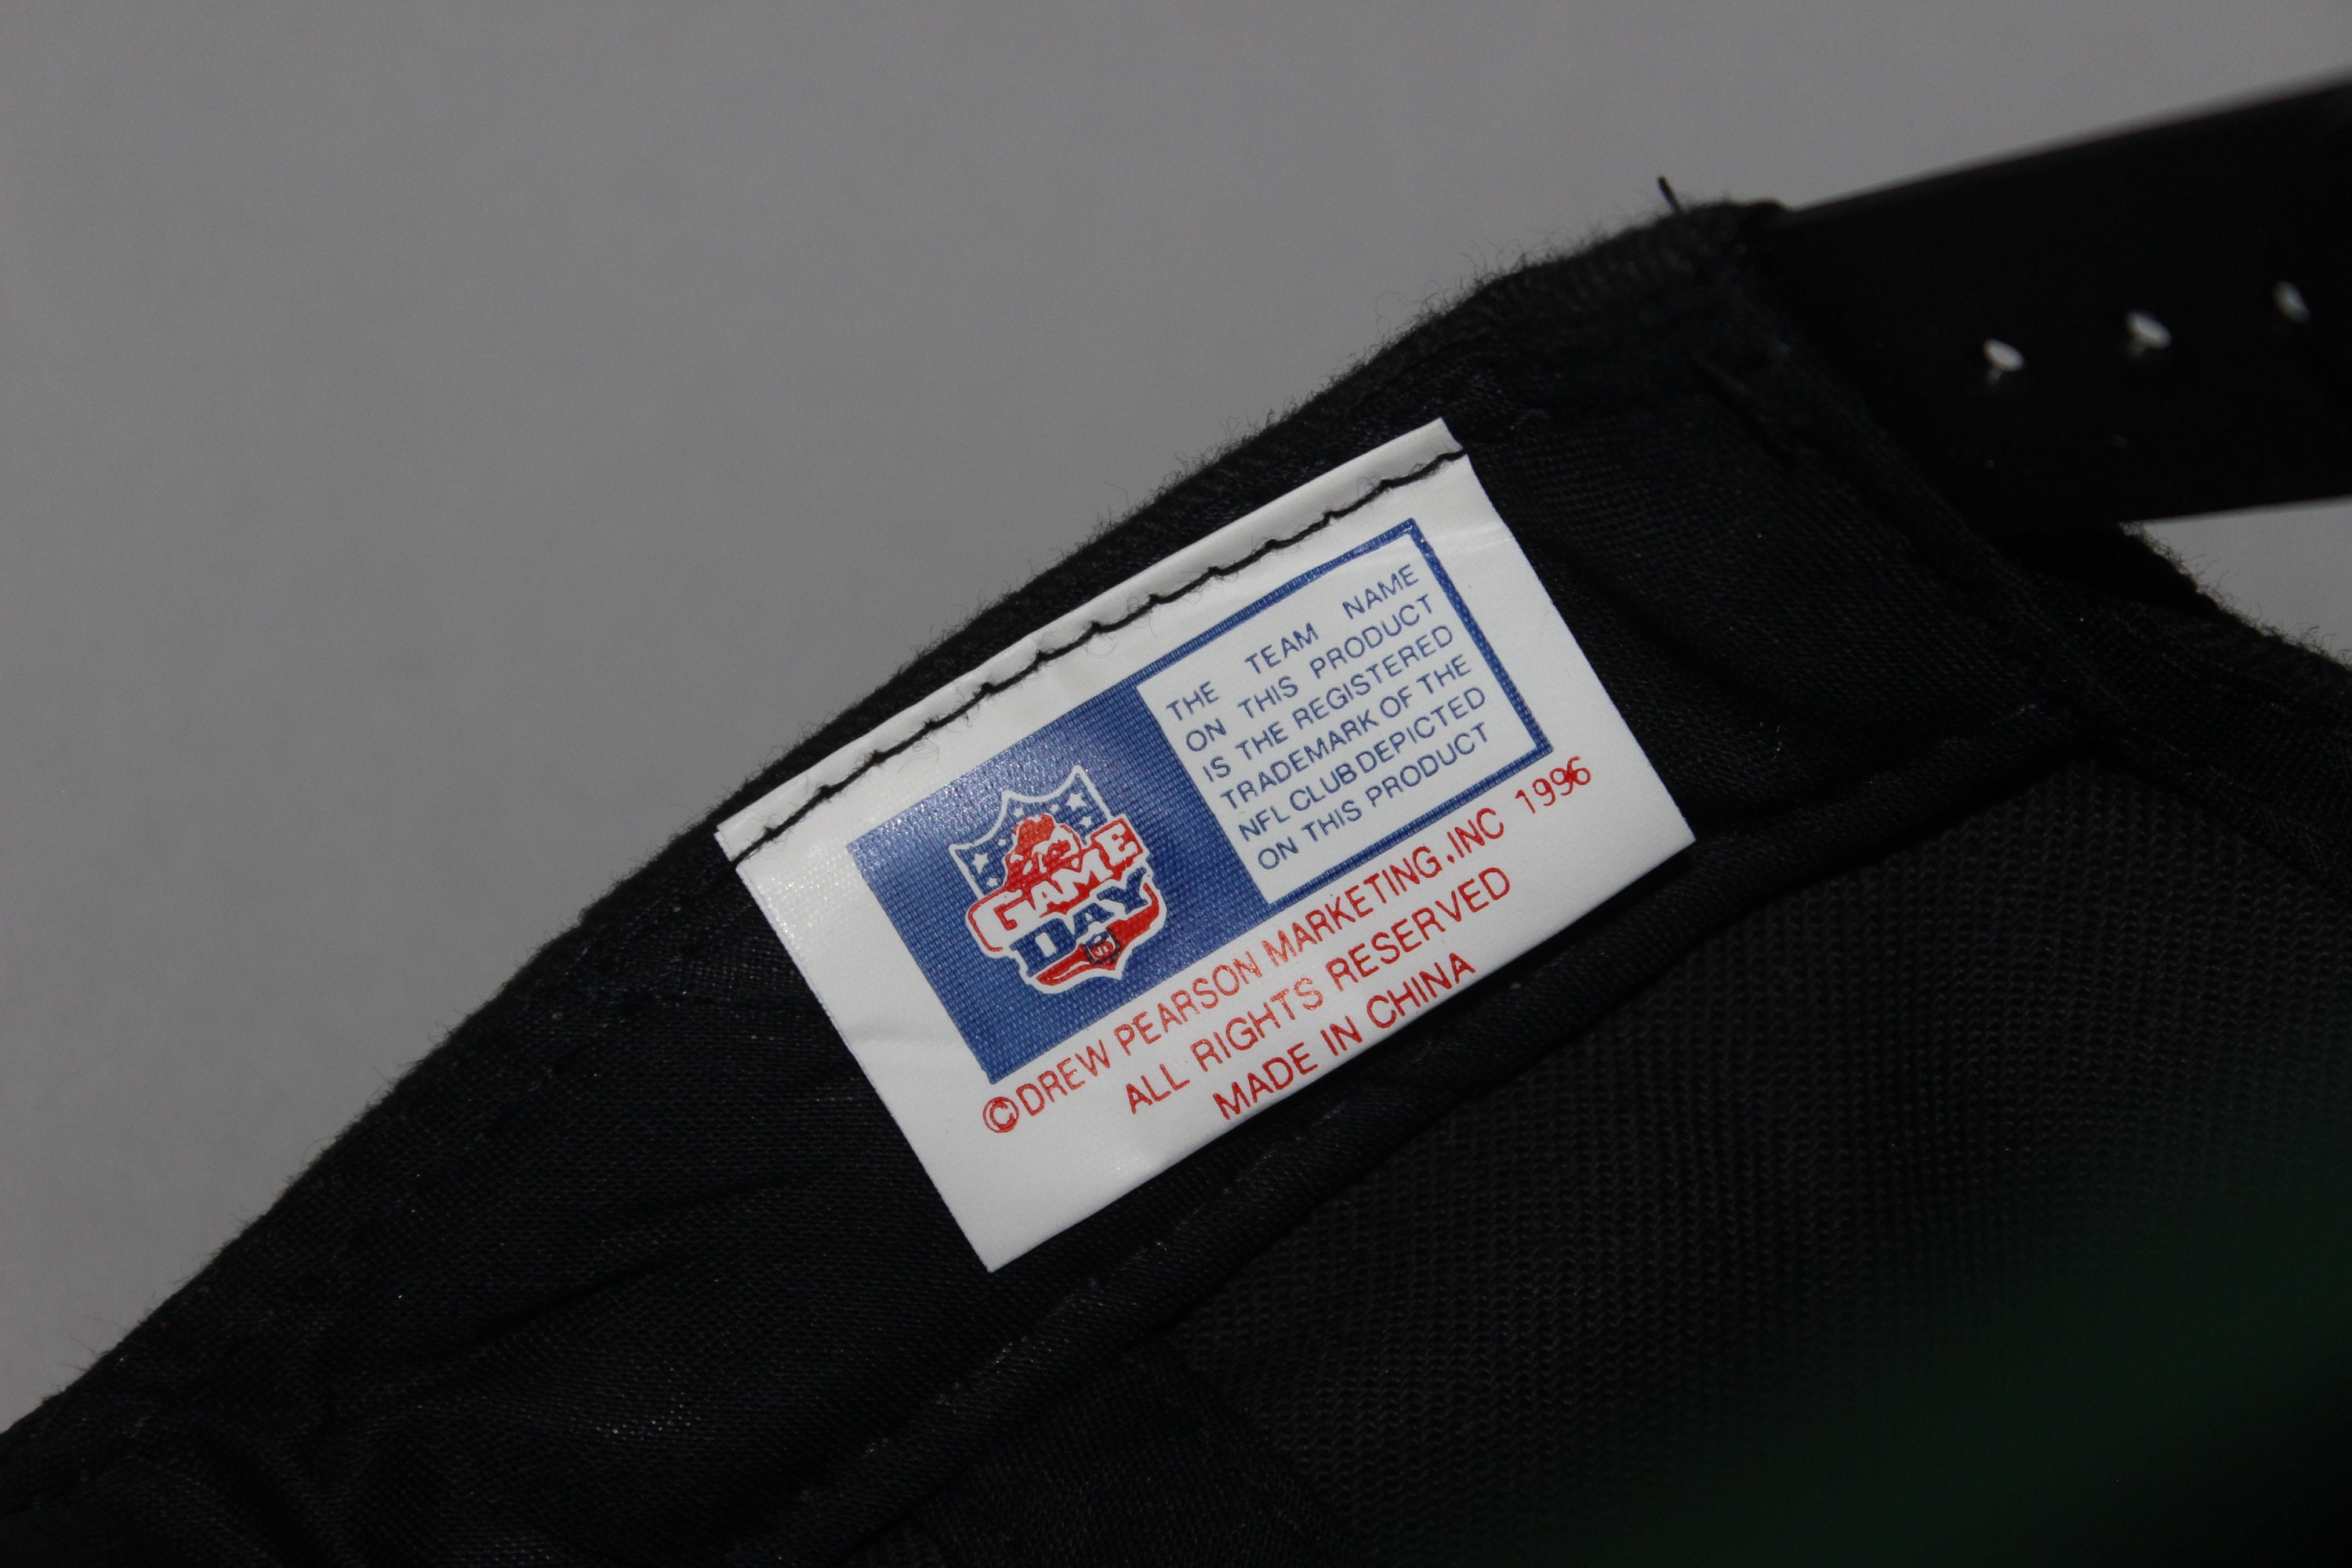 GAME
DAY
THE TEAM NAME
ON THIS PRODUCT
IS THE REGISTERED
TRADEMARK OF THE
NFL CLUB DEPICTED
ON THIS PRODUCT
©DREW PEARSON MARKETING.INC 1996
ALL RIGHTS RESERVED
MADE IN CHINA